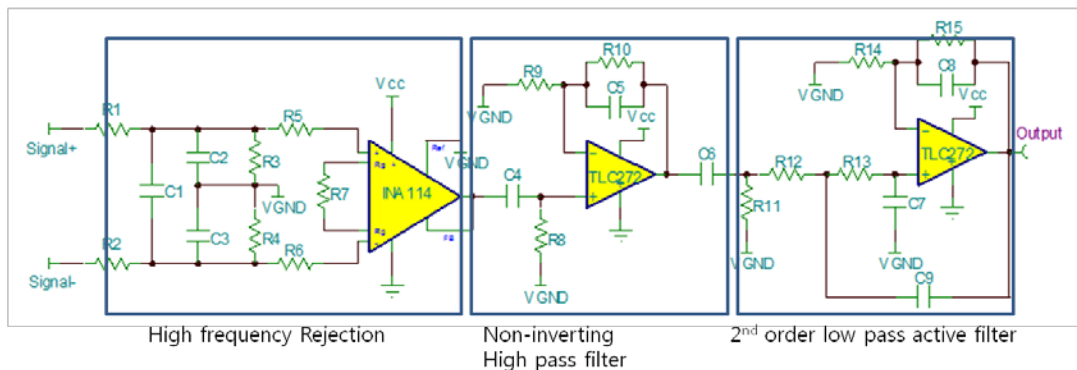 R1
Signal+
C1
C2
C3
R3
R4
VGND
R5
R6
R7
R2
Signal-
Vcc
Rg
Rg
INA114
Ref
VGND
FB
C4
R8
VGND
R9
VGND
R10
C5
Vcc
TLC272
C6
R11
VGND
R12
R13
C7
VGND
C9
R14
VGND
R15
C8
Vcc
TLC272
Output
High frequency Rejection
Non-inverting
High pass filter
2nd order low pass active filter